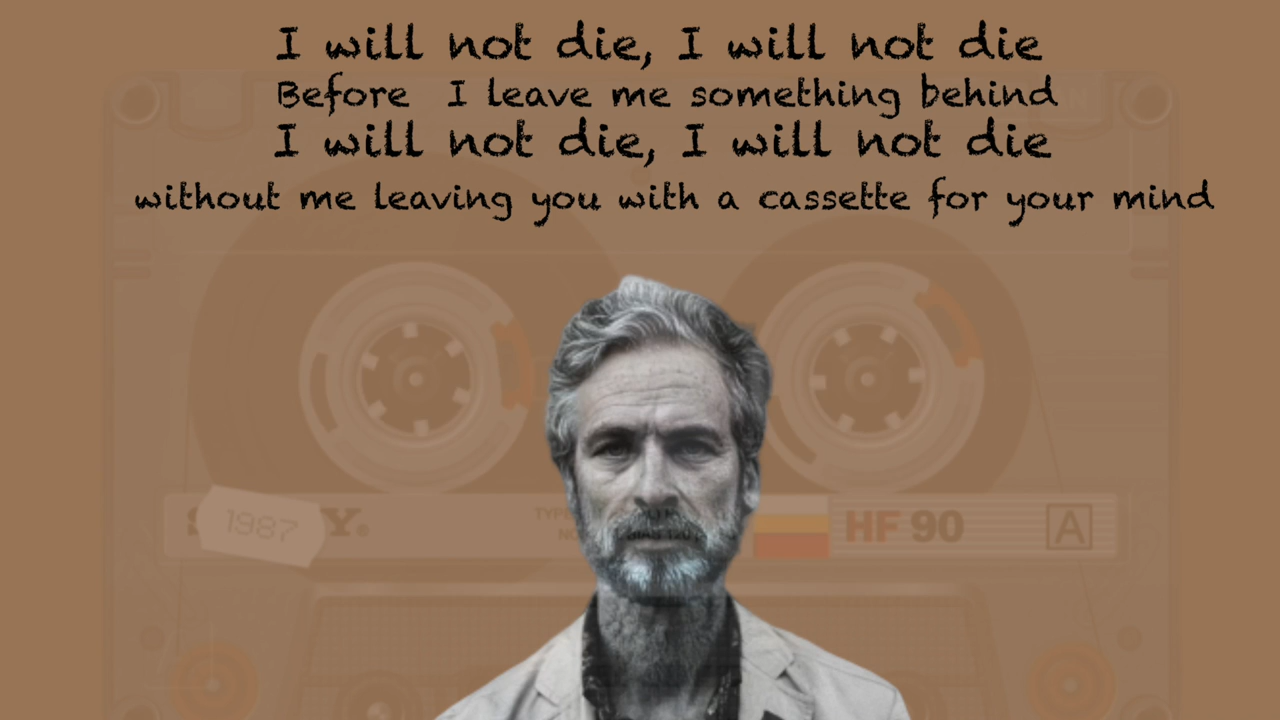 I will not die, I will not die
Before I leave me something behind
I will not die, I will not die
without me leaving you with a cassette for your mind
1987 Y.
HF 90
A